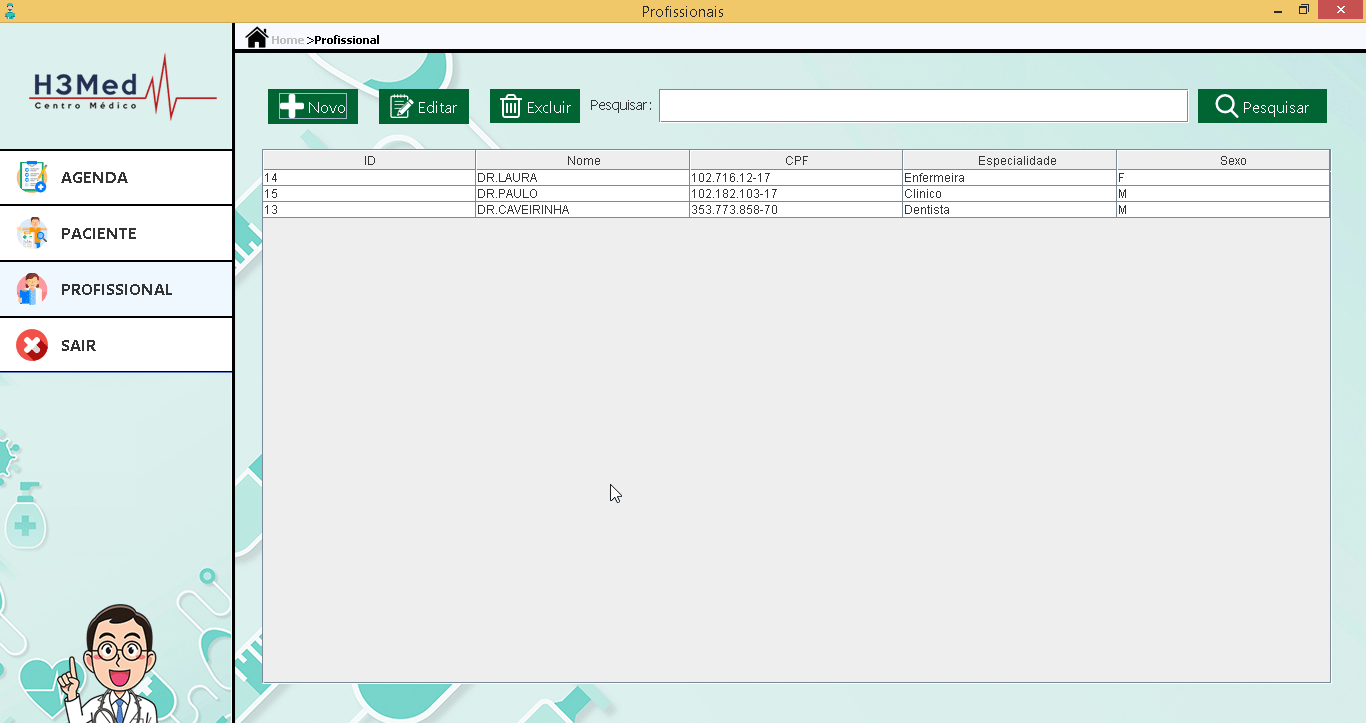 Profissionais
H3Med
Centro Médico
Home >Profissional
Novo Editar Excluir Pesquisar: Pesquisar
AGENDA
PACIENTE
PROFISSIONAL
SAIR
ID Nome CPF Especialidade Sexo
14 DR.LAURA 102.716.12-17 Enfermeira F
15 DR.PAULO 102.182.103-17 Clinico M
13 DR.CAVEIRINHA 353.773.858-70 Dentista M